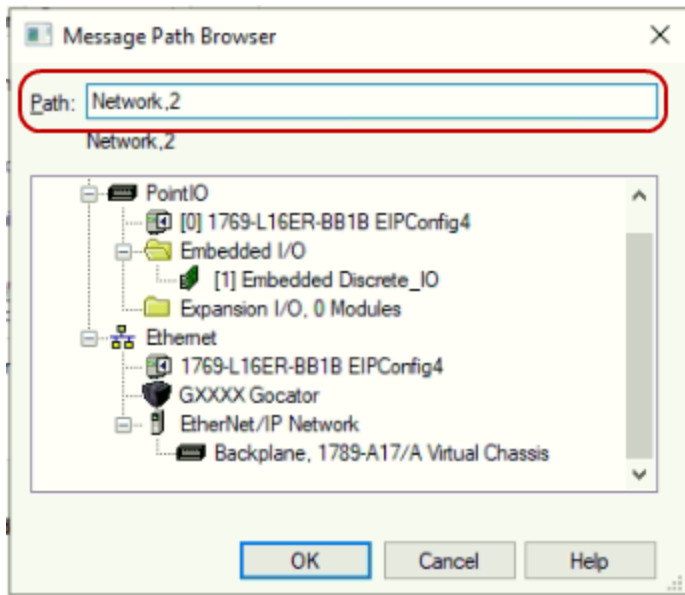 Message Path Browser
Path: Network,2
Network,2
PointIO
[0] 1769-L16ER-BB1B EIPConfig4
Embedded I/O
[1] Embedded Discrete_IO
Expansion I/O, 0 Modules
Ethernet
1769-L16ER-BB1B EIPConfig4
GXXXX Gocator
EtherNet/IP Network
Backplane, 1789-A17/A Virtual Chassis
OK Cancel Help